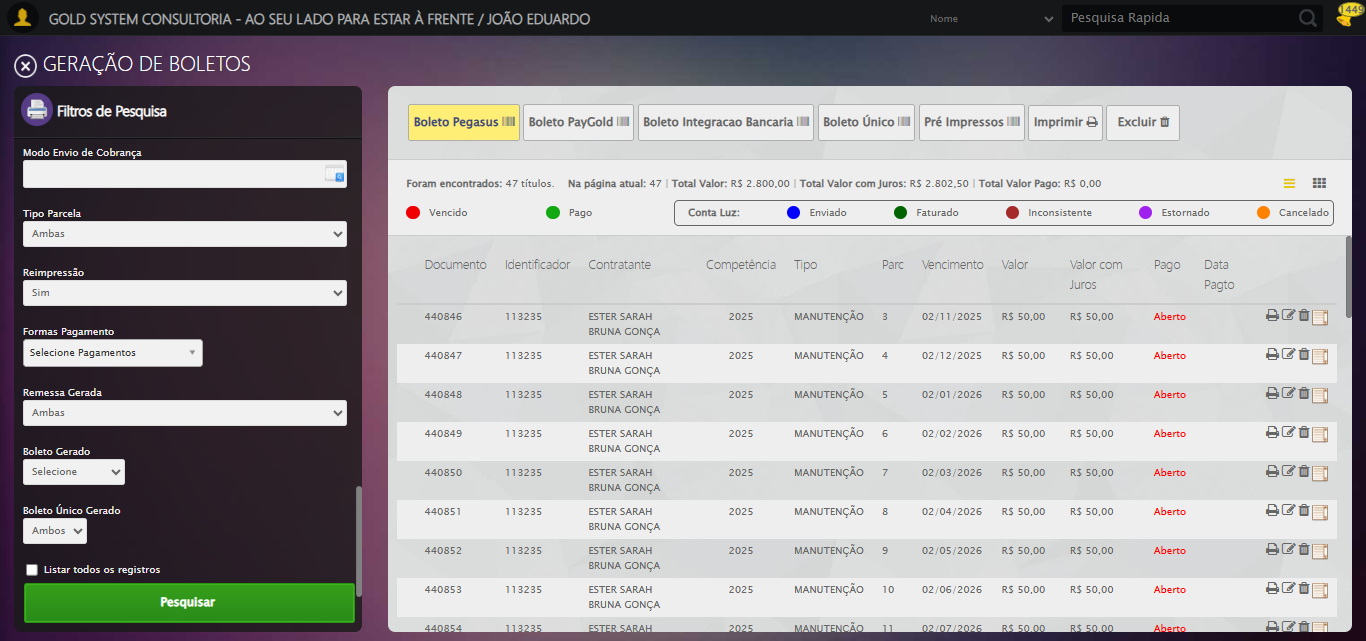 GOLD SYSTEM CONSULTORIA - AO SEU LADO PARA ESTAR À FRENTE / JOÃO EDUARDO
Nome
Pesquisa Rapida
1449
GERAÇÃO DE BOLETOS
Filtros de Pesquisa
Modo Envio de Cobrança
Tipo Parcela
Ambas
Reimpressão
Sim
Formas Pagamento
Selecione Pagamentos
Remessa Gerada
Ambas
Boleto Gerado
Selecione
Boleto Único Gerado
Ambos
Listar todos os registros
Pesquisar
Boleto Pegasus Boleto PayGold Boleto Integracao Bancaria Boleto Único Pré Impressos Imprimir Excluir
Foram encontrados: 47 títulos. Na página atual: 47 | Total Valor: R$ 2.800,00 | Total Valor com Juros: R$ 2.802,50 | Total Valor Pago: R$ 0,00
Vencido Pago Conta Luz: Enviado Faturado Inconsistente Estornado Cancelado
Documento Identificador Contratante Competência Tipo Parc Vencimento Valor Valor com Pago Data
Juros Pagto
440846 113235 ESTER SARAH 2025 MANUTENÇÃO 3 02/11/2025 R$ 50,00 R$ 50,00 Aberto
BRUNA GONÇA
440847 113235 ESTER SARAH 2025 MANUTENÇÃO 4 02/12/2025 R$ 50,00 R$ 50,00 Aberto
BRUNA GONÇA
440848 113235 ESTER SARAH 2025 MANUTENÇÃO 5 02/01/2026 R$ 50,00 R$ 50,00 Aberto
BRUNA GONÇA
440849 113235 ESTER SARAH 2025 MANUTENÇÃO 6 02/02/2026 R$ 50,00 R$ 50,00 Aberto
BRUNA GONÇA
440850 113235 ESTER SARAH 2025 MANUTENÇÃO 7 02/03/2026 R$ 50,00 R$ 50,00 Aberto
BRUNA GONÇA
440851 113235 ESTER SARAH 2025 MANUTENÇÃO 8 02/04/2026 R$ 50,00 R$ 50,00 Aberto
BRUNA GONÇA
440852 113235 ESTER SARAH 2025 MANUTENÇÃO 9 02/05/2026 R$ 50,00 R$ 50,00 Aberto
BRUNA GONÇA
440853 113235 ESTER SARAH 2025 MANUTENÇÃO 10 02/06/2026 R$ 50,00 R$ 50,00 Aberto
BRUNA GONÇA
440854 113235 ESTER SARAH 2025 MANUTENÇÃO 11 02/07/2026 R$ 50,00 R$ 50,00 Aberto